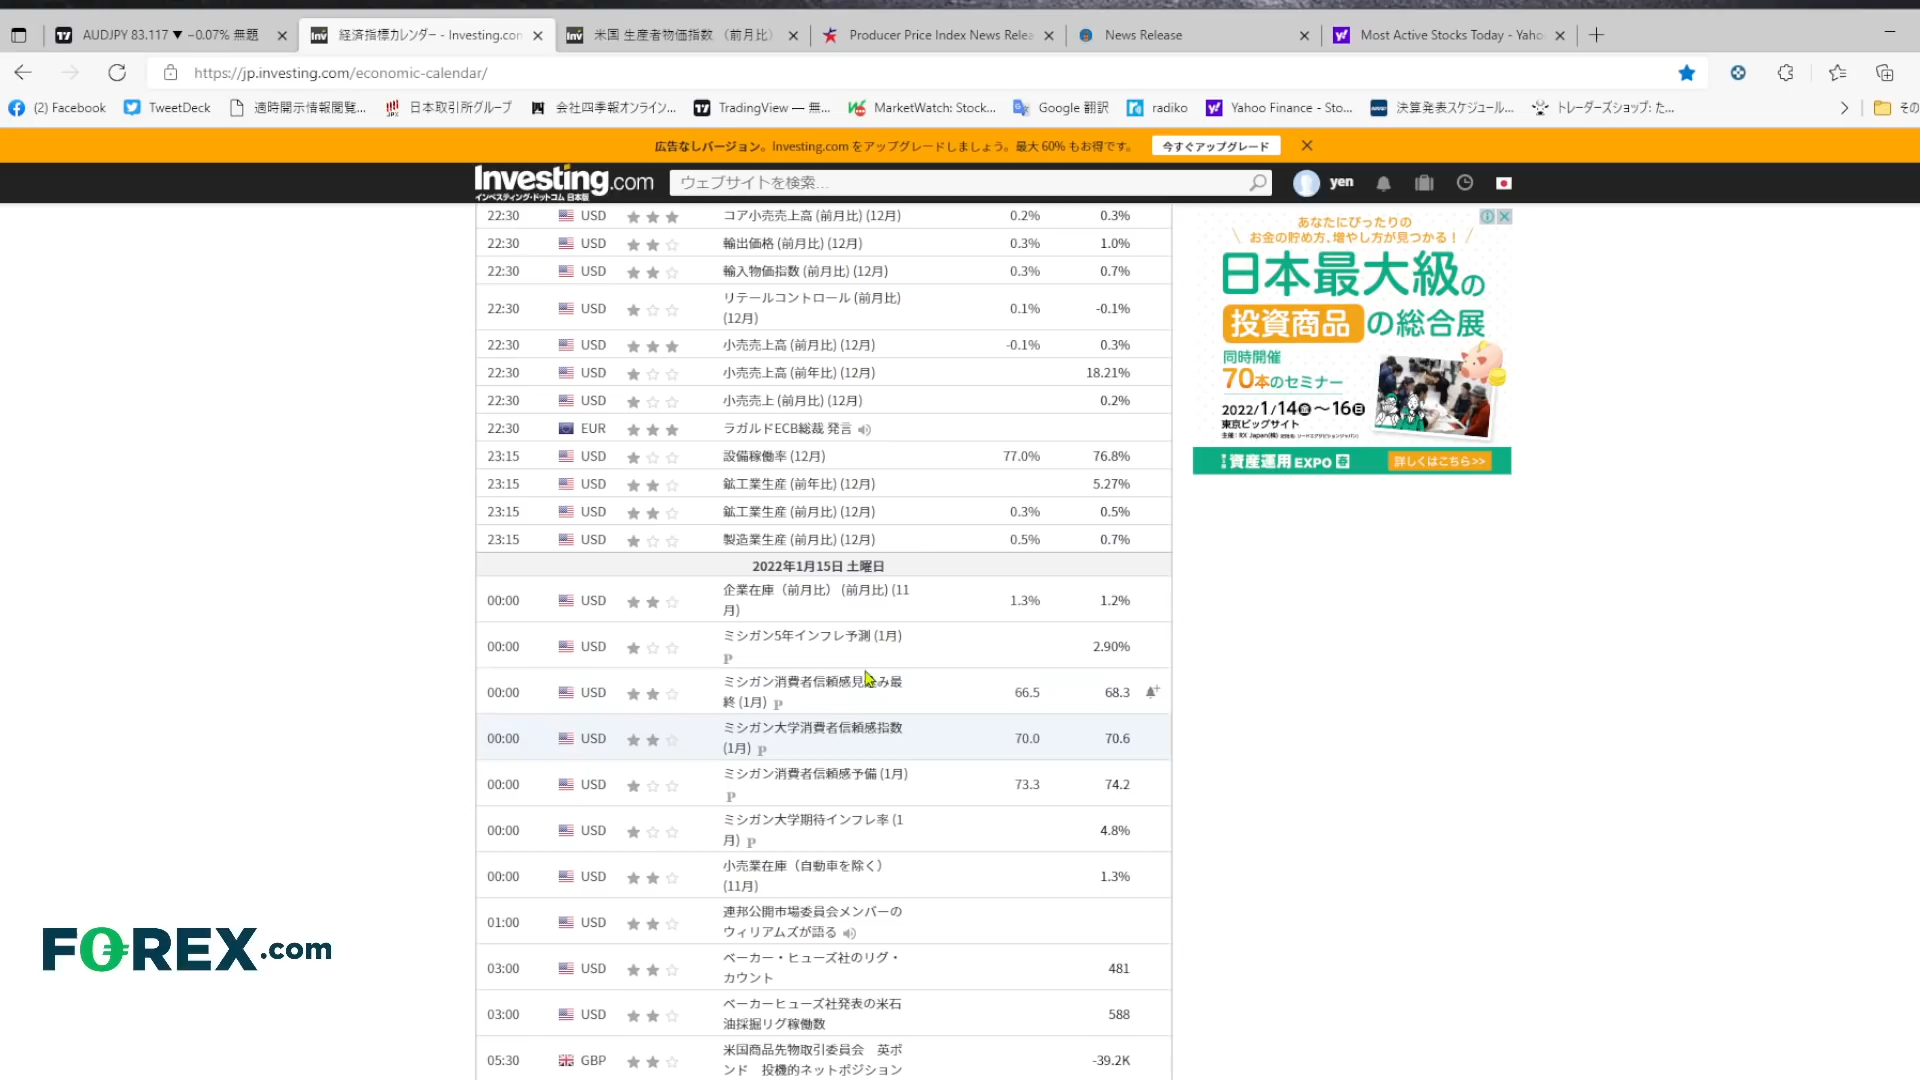 AUDJPY 83.117 ▼ −0.07% 無題
経済指標カレンダー - Investing.con
米国 生産者物価指数 （前月比）
Producer Price Index News Relea
News Release
Most Active Stocks Today - Yaho
https://jp.investing.com/economic-calendar/
(2) Facebook
TweetDeck
適時開示情報閲覧...
日本取引所グループ
会社四季報オンライン...
TradingView — 無...
MarketWatch: Stock...
Google 翻訳
radiko
Yahoo Finance - Sto...
決算発表スケジュール...
トレーダーズショップ: た...
その
広告なしバージョン。Investing.com をアップグレードしましょう。最大 60% もお得です。
今すぐアップグレード
Investing.com
インベスティング・ドットコム 日本版
ウェブサイトを検索...
yen
22:30 USD コア小売売上高 (前月比) (12月) 0.2% 0.3%
22:30 USD 輸出価格 (前月比) (12月) 0.3% 1.0%
22:30 USD 輸入物価指数 (前月比) (12月) 0.3% 0.7%
22:30 USD リテールコントロール (前月比)
(12月) 0.1% -0.1%
22:30 USD 小売売上高 (前月比) (12月) -0.1% 0.3%
22:30 USD 小売売上高 (前年比) (12月) 18.21%
22:30 USD 小売売上 (前月比) (12月) 0.2%
22:30 EUR ラガルドECB総裁 発言
23:15 USD 設備稼働率 (12月) 77.0% 76.8%
23:15 USD 鉱工業生産 (前年比) (12月) 5.27%
23:15 USD 鉱工業生産 (前月比) (12月) 0.3% 0.5%
23:15 USD 製造業生産 (前月比) (12月) 0.5% 0.7%
2022年1月15日 土曜日
00:00 USD 企業在庫（前月比） (前月比) (11
月) 1.3% 1.2%
00:00 USD ミシガン5年インフレ予測 (1月)
P 2.90%
00:00 USD ミシガン消費者信頼感見込み最
終 (1月) P 66.5 68.3
00:00 USD ミシガン大学消費者信頼感指数
(1月) P 70.0 70.6
00:00 USD ミシガン消費者信頼感予備 (1月)
P 73.3 74.2
00:00 USD ミシガン大学期待インフレ率 (1
月) P 4.8%
00:00 USD 小売業在庫（自動車を除く）
(11月) 1.3%
01:00 USD 連邦公開市場委員会メンバーの
ウィリアムズが語る
03:00 USD ベーカー・ヒューズ社のリグ・
カウント 481
03:00 USD ベーカーヒューズ社発表の米石
油採掘リグ稼働数 588
05:30 GBP 米国商品先物取引委員会　英ポ
ンド　投機的ネットポジション -39.2K
あなたにぴったりの
お金の貯め方、増やし方が見つかる！
日本最大級の
投資商品の総合展
同時開催
70本のセミナー
2022/1/14金～16日
東京ビッグサイト
資産運用EXPO 春
詳しくはこちら>>
FOREX.com